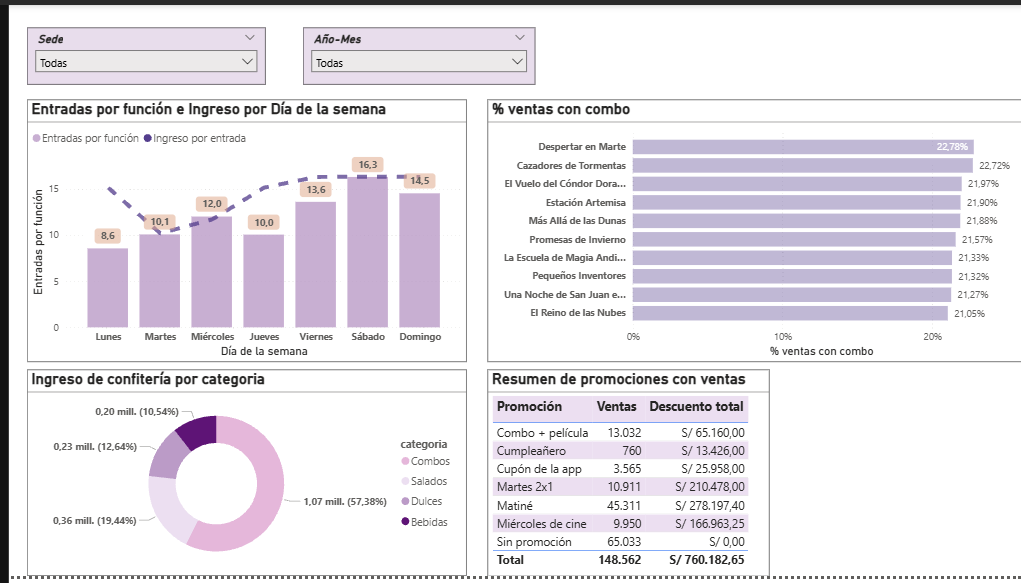 Sede
Todas
Año-Mes
Todas
Entradas por función e Ingreso por Día de la semana
Entradas por función Ingreso por entrada
Entradas por función
15
10
5
0
8,6
10,1
12,0
10,0
13,6
16,3
14,5
Lunes Martes Miércoles Jueves Viernes Sábado Domingo
Día de la semana
% ventas con combo
Despertar en Marte 22,78%
Cazadores de Tormentas 22,72%
El Vuelo del Cóndor Dora... 21,97%
Estación Artemisa 21,90%
Más Allá de las Dunas 21,88%
Promesas de Invierno 21,57%
La Escuela de Magia Andi... 21,33%
Pequeños Inventores 21,32%
Una Noche de San Juan e... 21,27%
El Reino de las Nubes 21,05%
0% 10% 20%
% ventas con combo
Ingreso de confitería por categoria
0,20 mill. (10,54%)
0,23 mill. (12,64%)
0,36 mill. (19,44%)
1,07 mill. (57,38%)
categoria
Combos
Salados
Dulces
Bebidas
Resumen de promociones con ventas
Promoción Ventas Descuento total
Combo + película 13.032 S/ 65.160,00
Cumpleañero 760 S/ 13.426,00
Cupón de la app 3.565 S/ 25.958,00
Martes 2x1 10.911 S/ 210.478,00
Matiné 45.311 S/ 278.197,40
Miércoles de cine 9.950 S/ 166.963,25
Sin promoción 65.033 S/ 0,00
Total 148.562 S/ 760.182,65